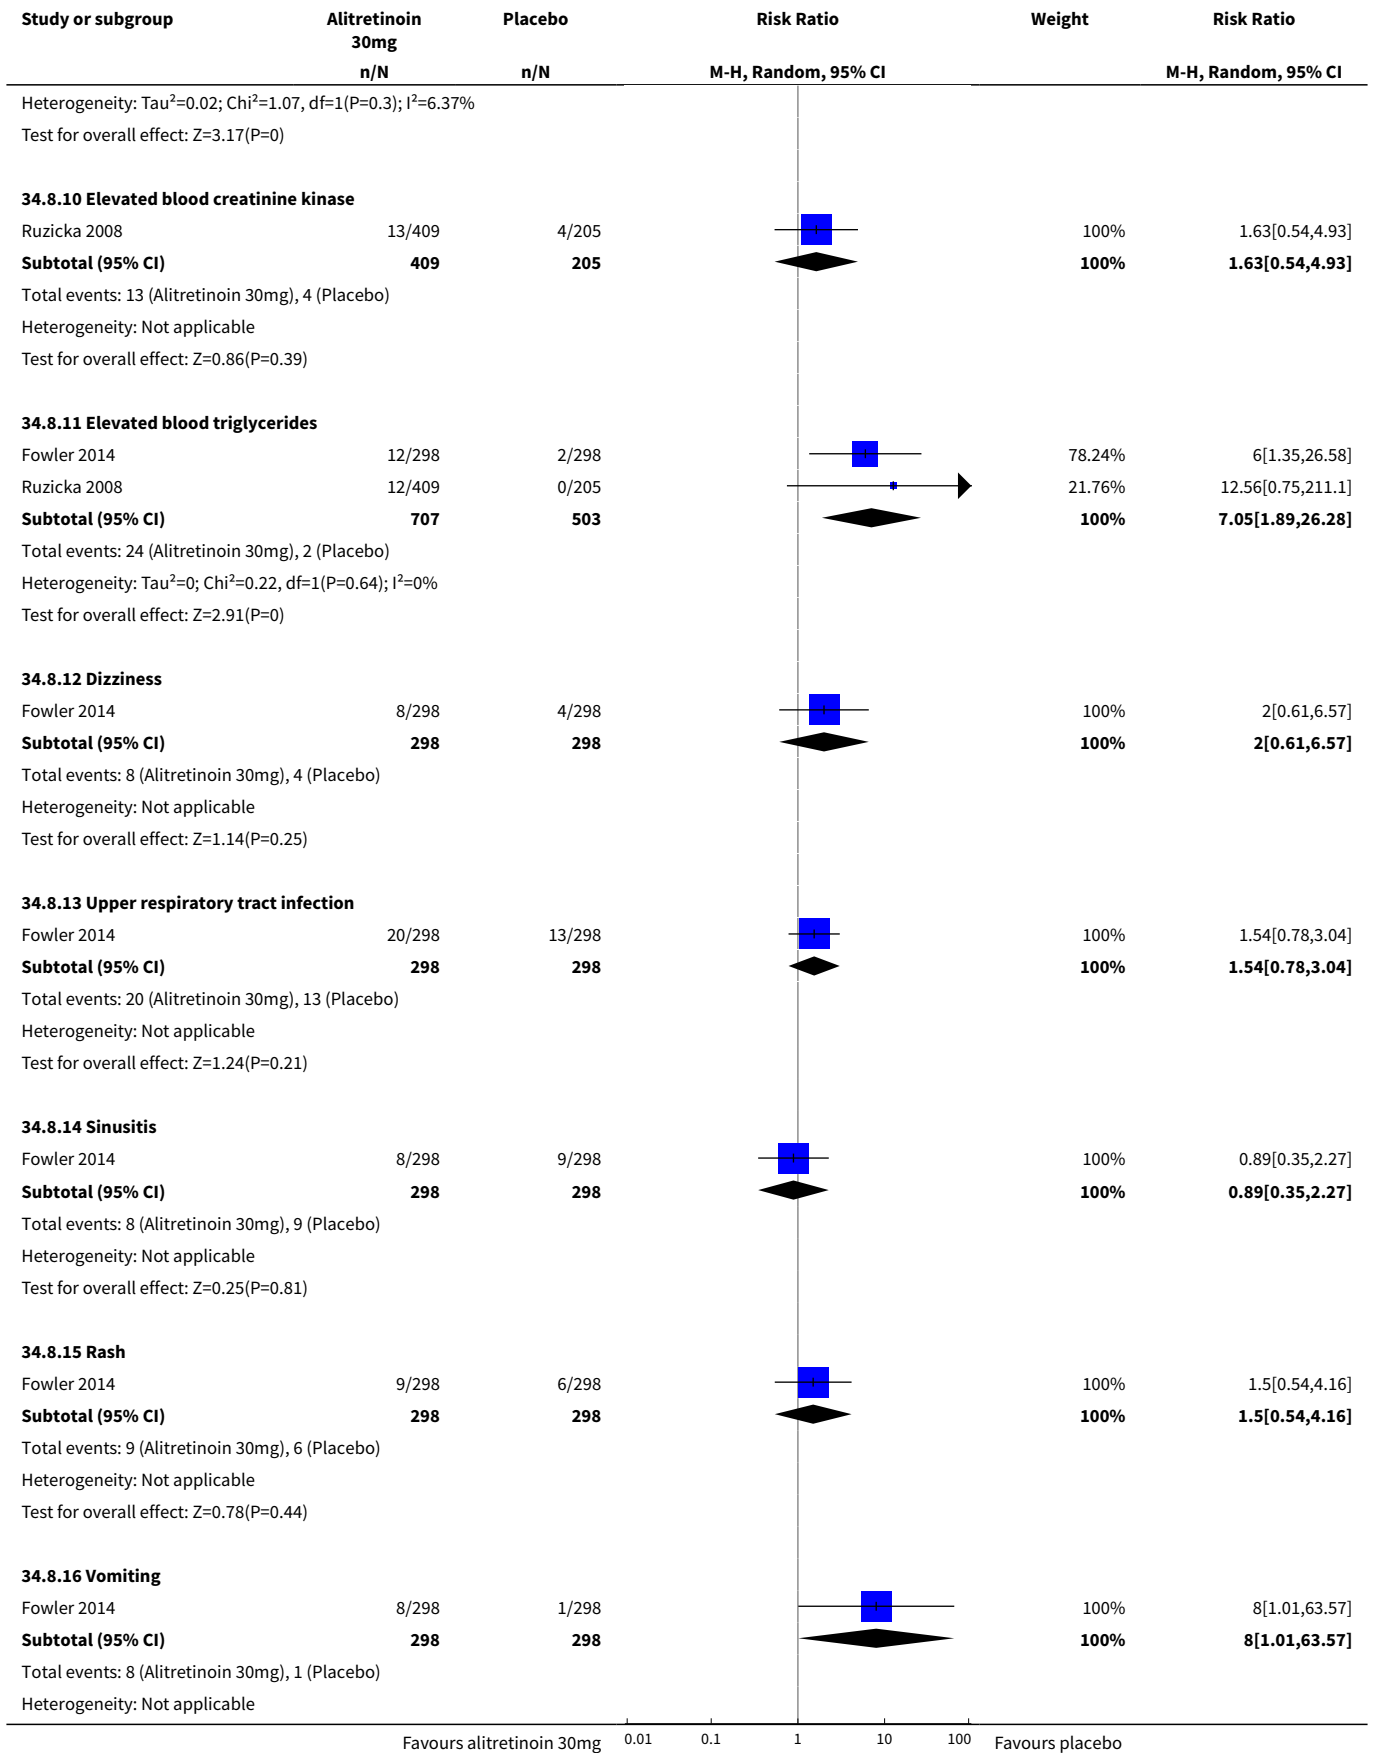 Study or subgroup Alitretinoin 30mg Placebo Risk Ratio Weight Risk Ratio
n/N n/N M-H, Random, 95% CI M-H, Random, 95% CI
Heterogeneity: Tau²=0.02; Chi²=1.07, df=1(P=0.3); I²=6.37%
Test for overall effect: Z=3.17(P=0)
34.8.10 Elevated blood creatinine kinase
Ruzicka 2008 13/409 4/205 100% 1.63[0.54,4.93]
Subtotal (95% CI) 409 205 100% 1.63[0.54,4.93]
Total events: 13 (Alitretinoin 30mg), 4 (Placebo)
Heterogeneity: Not applicable
Test for overall effect: Z=0.86(P=0.39)
34.8.11 Elevated blood triglycerides
Fowler 2014 12/298 2/298 78.24% 6[1.35,26.58]
Ruzicka 2008 12/409 0/205 21.76% 12.56[0.75,211.1]
Subtotal (95% CI) 707 503 100% 7.05[1.89,26.28]
Total events: 24 (Alitretinoin 30mg), 2 (Placebo)
Heterogeneity: Tau²=0; Chi²=0.22, df=1(P=0.64); I²=0%
Test for overall effect: Z=2.91(P=0)
34.8.12 Dizziness
Fowler 2014 8/298 4/298 100% 2[0.61,6.57]
Subtotal (95% CI) 298 298 100% 2[0.61,6.57]
Total events: 8 (Alitretinoin 30mg), 4 (Placebo)
Heterogeneity: Not applicable
Test for overall effect: Z=1.14(P=0.25)
34.8.13 Upper respiratory tract infection
Fowler 2014 20/298 13/298 100% 1.54[0.78,3.04]
Subtotal (95% CI) 298 298 100% 1.54[0.78,3.04]
Total events: 20 (Alitretinoin 30mg), 13 (Placebo)
Heterogeneity: Not applicable
Test for overall effect: Z=1.24(P=0.21)
34.8.14 Sinusitis
Fowler 2014 8/298 9/298 100% 0.89[0.35,2.27]
Subtotal (95% CI) 298 298 100% 0.89[0.35,2.27]
Total events: 8 (Alitretinoin 30mg), 9 (Placebo)
Heterogeneity: Not applicable
Test for overall effect: Z=0.25(P=0.81)
34.8.15 Rash
Fowler 2014 9/298 6/298 100% 1.5[0.54,4.16]
Subtotal (95% CI) 298 298 100% 1.5[0.54,4.16]
Total events: 9 (Alitretinoin 30mg), 6 (Placebo)
Heterogeneity: Not applicable
Test for overall effect: Z=0.78(P=0.44)
34.8.16 Vomiting
Fowler 2014 8/298 1/298 100% 8[1.01,63.57]
Subtotal (95% CI) 298 298 100% 8[1.01,63.57]
Total events: 8 (Alitretinoin 30mg), 1 (Placebo)
Heterogeneity: Not applicable
Favours alitretinoin 30mg 0.01 0.1 1 10 100 Favours placebo